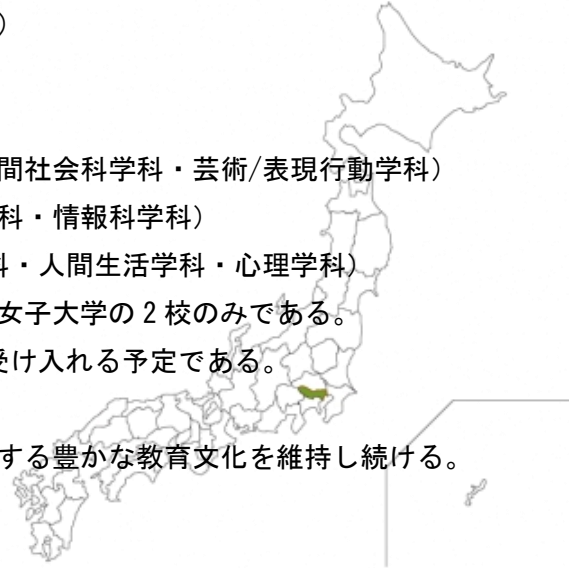 ）
間社会科学科・芸術/表現行動学科）
科・情報科学科）
科・人間生活学科・心理学科）
女子大学の２校のみである。
受け入れる予定である。
する豊かな教育文化を維持し続ける。